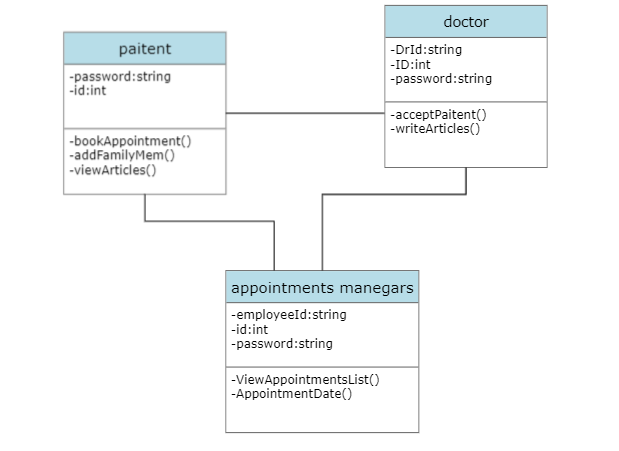 paitent
-password:string
-id:int
-bookAppointment()
-addFamilyMem()
-viewArticles()
doctor
-DrId:string
-ID:int
-password:string
-acceptPaitent()
-writeArticles()
appointments manegars
-employeeId:string
-id:int
-password:string
-ViewAppointmentsList()
-AppointmentDate()